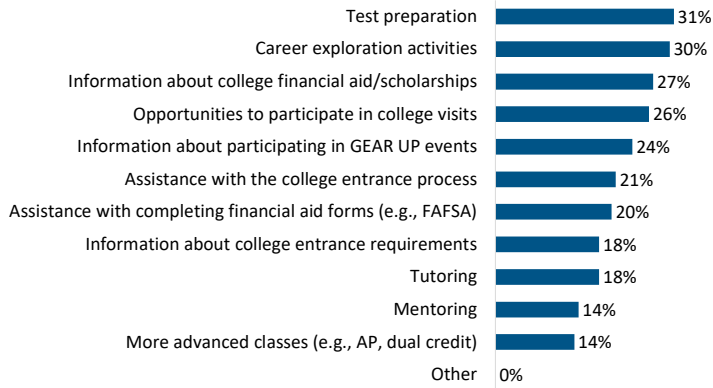 Test preparation 31%
Career exploration activities 30%
Information about college financial aid/scholarships 27%
Opportunities to participate in college visits 26%
Information about participating in GEAR UP events 24%
Assistance with the college entrance process 21%
Assistance with completing financial aid forms (e.g., FAFSA) 20%
Information about college entrance requirements 18%
Tutoring 18%
Mentoring 14%
More advanced classes (e.g., AP, dual credit) 14%
Other 0%